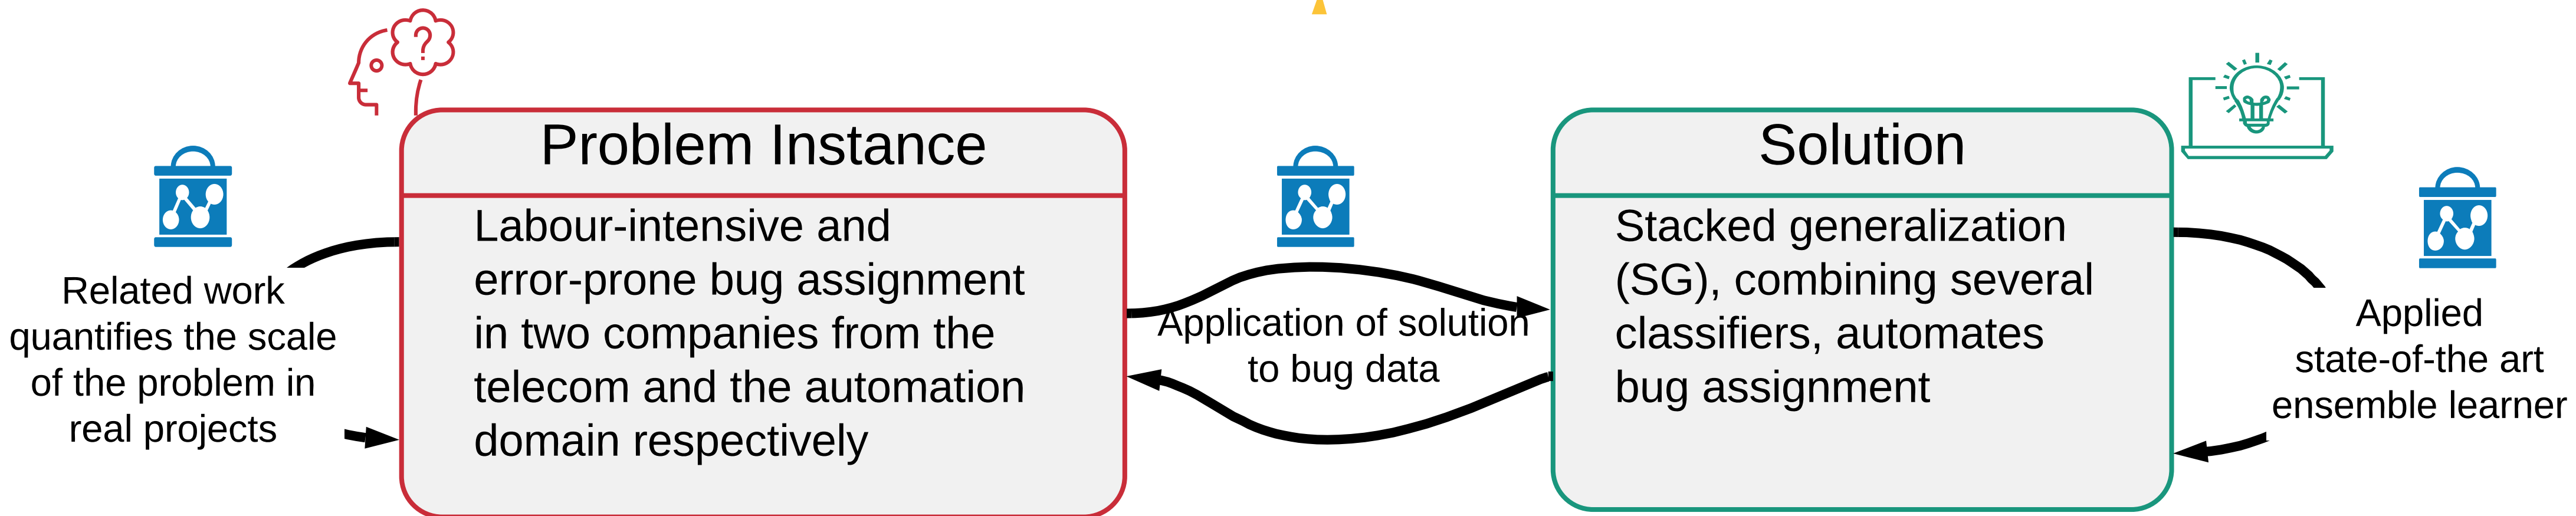 ?
Problem Instance
Solution
Related work
quantifies the scale
of the problem in
real projects
Labour-intensive and
error-prone bug assignment
in two companies from the
telecom and the automation
domain respectively
Application of solution
to bug data
Stacked generalization
(SG), combining several
classifiers, automates
bug assignment
Applied
state-of-the art
ensemble learner